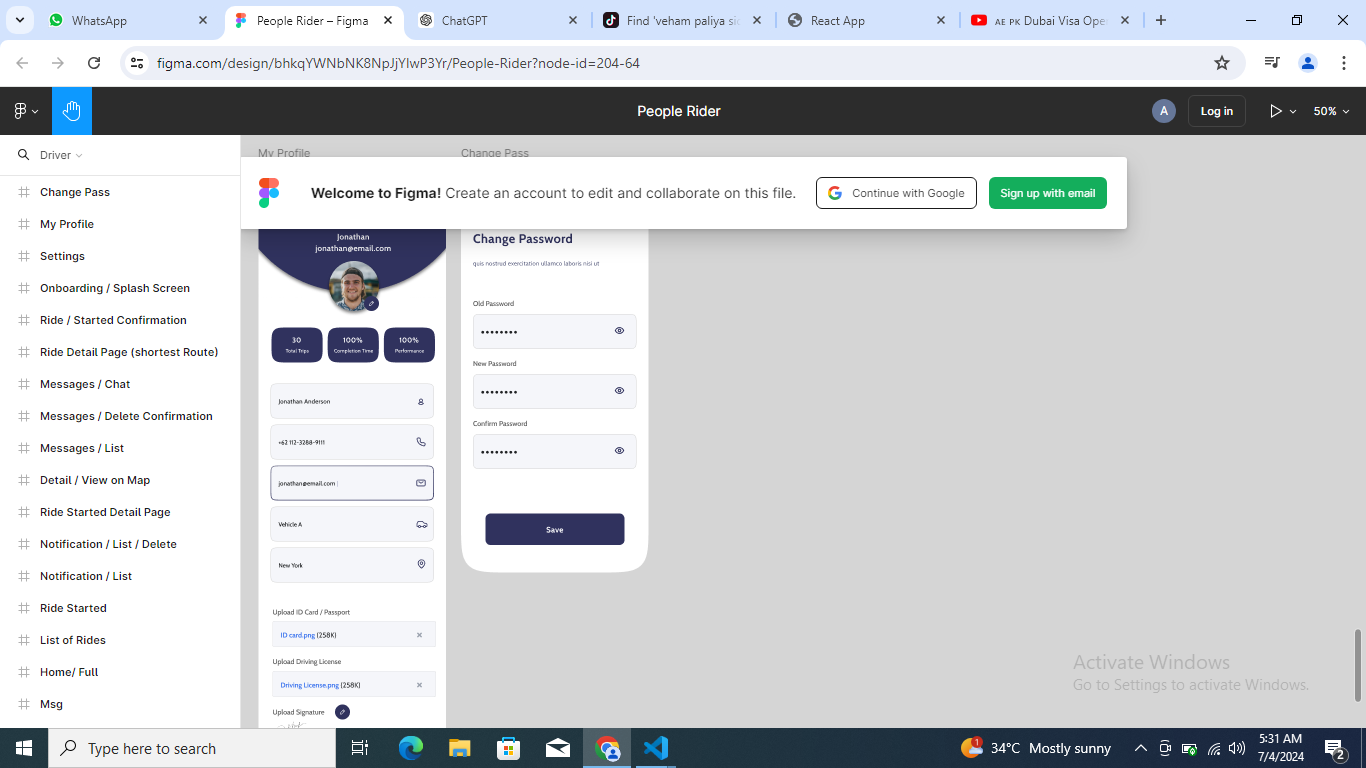 WhatsApp
People Rider – Figma
ChatGPT
Find 'veham paliya si
React App
AE PK Dubai Visa Ope
figma.com/design/bhkqYWNbNK8NpJjYlwP3Yr/People-Rider?node-id=204-64
People Rider
A
Log in
50%
Driver
Change Pass
My Profile
Settings
Onboarding / Splash Screen
Ride / Started Confirmation
Ride Detail Page (shortest Route)
Messages / Chat
Messages / Delete Confirmation
Messages / List
Detail / View on Map
Ride Started Detail Page
Notification / List / Delete
Notification / List
Ride Started
List of Rides
Home/ Full
Msg
My Profile
Change Pass
Welcome to Figma! Create an account to edit and collaborate on this file.
Continue with Google
Sign up with email
Jonathan
jonathan@email.com
30
Total Trips
100%
Completion Time
100%
Performance
Jonathan Anderson
+62 112-3288-9111
jonathan@email.com |
Vehicle A
New York
Upload ID Card / Passport
ID card.png (258K)
Upload Driving License
Driving License.png (258K)
Upload Signature
Change Password
quis nostrud exercitation ullamco laboris nisi ut
Old Password
••••••••
New Password
••••••••
Confirm Password
••••••••
Save
Activate Windows
Go to Settings to activate Windows.
Type here to search
1
34°C Mostly sunny
5:31 AM
7/4/2024
2